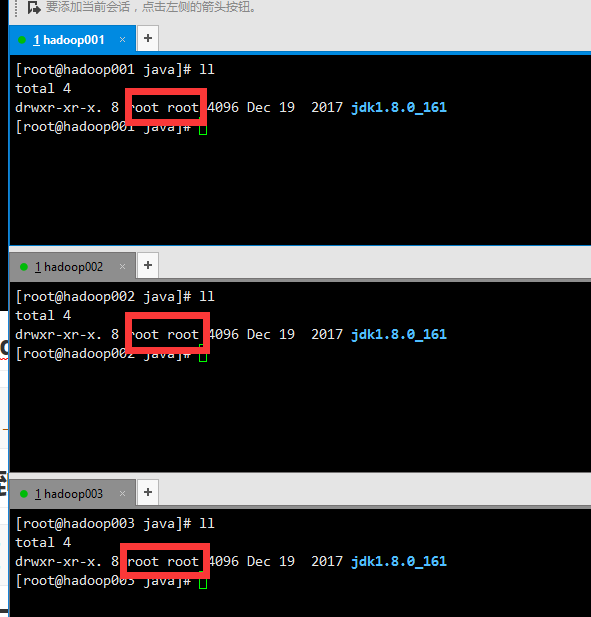 要添加当前会话，点击左侧的箭头按钮。
1 hadoop001 × +
[root@hadoop001 java]# ll
total 4
drwxr-xr-x. 8 root root 4096 Dec 19  2017 jdk1.8.0_161
[root@hadoop001 java]#
1 hadoop002 × +
[root@hadoop002 java]# ll
total 4
drwxr-xr-x. 8 root root 4096 Dec 19  2017 jdk1.8.0_161
[root@hadoop002 java]#
1 hadoop003 × +
[root@hadoop003 java]# ll
total 4
drwxr-xr-x. 8 root root 4096 Dec 19  2017 jdk1.8.0_161
[root@hadoop003 java]#